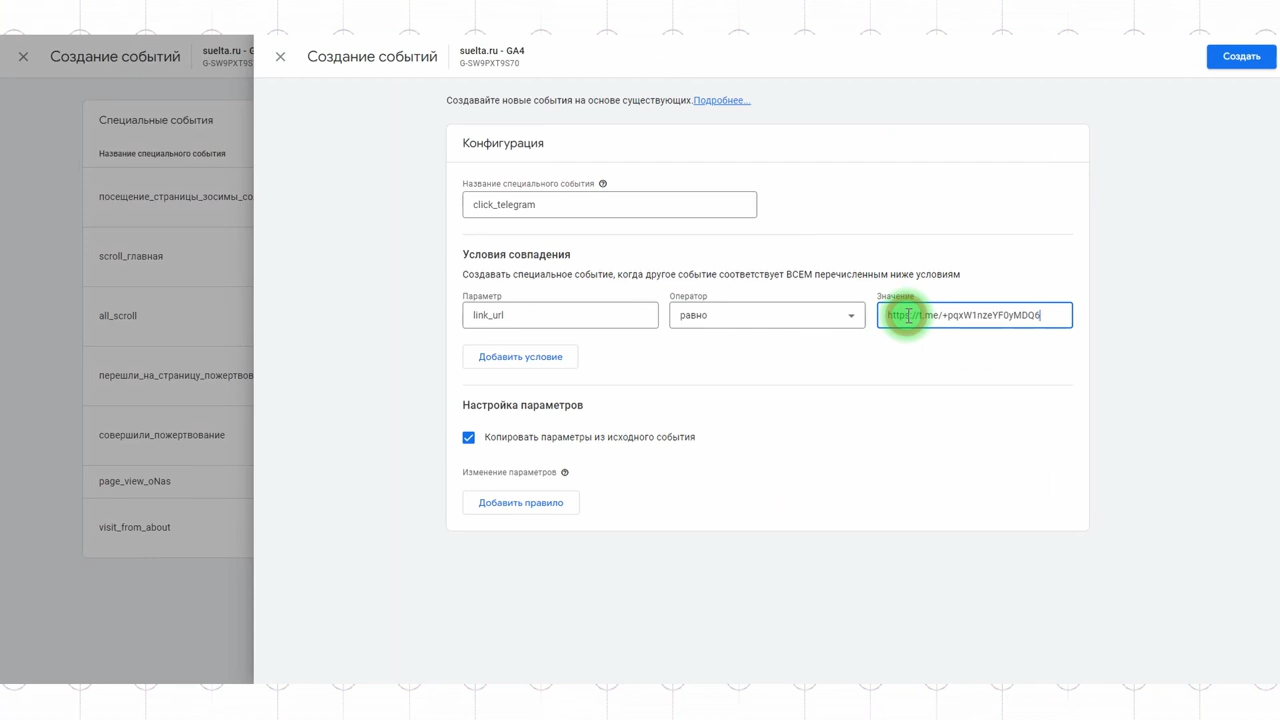 Создание событий
suelta.ru - G
G-SW9PXT9S
Специальные события
Название специального события
посещение_страницы_зосимы_со
scroll_главная
all_scroll
перешли_на_страницу_пожертвов
совершили_пожертвование
page_view_oNas
visit_from_about
Создание событий
suelta.ru - GA4
G-SW9PXT9S70
Создать
Создавайте новые события на основе существующих.Подробнее...
Конфигурация
Название специального события
click_telegram
Условия совпадения
Создавать специальное событие, когда другое событие соответствует ВСЕМ перечисленным ниже условиям
Параметр
Оператор
Значение
link_url
равно
https://t.me/+pqxW1nzeYF0yMDQ6
Добавить условие
Настройка параметров
Копировать параметры из исходного события
Изменение параметров
Добавить правило